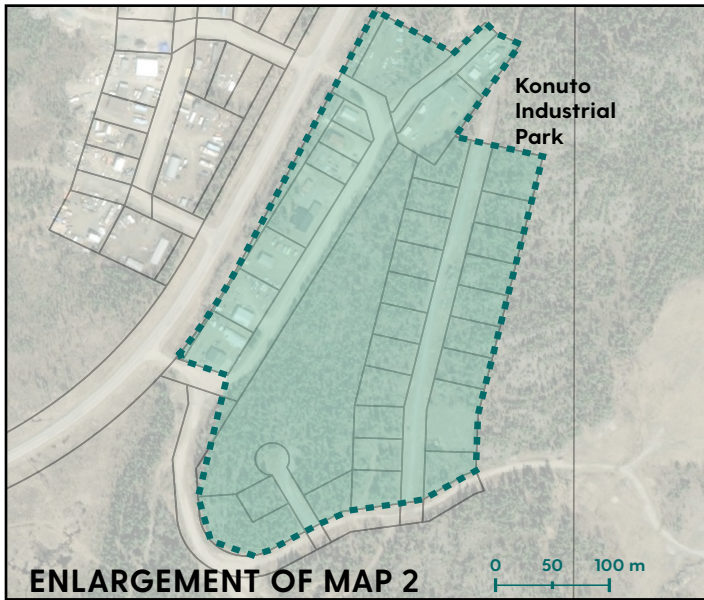 Konuto
Industrial
Park
ENLARGEMENT OF MAP 2
0 50 100 m